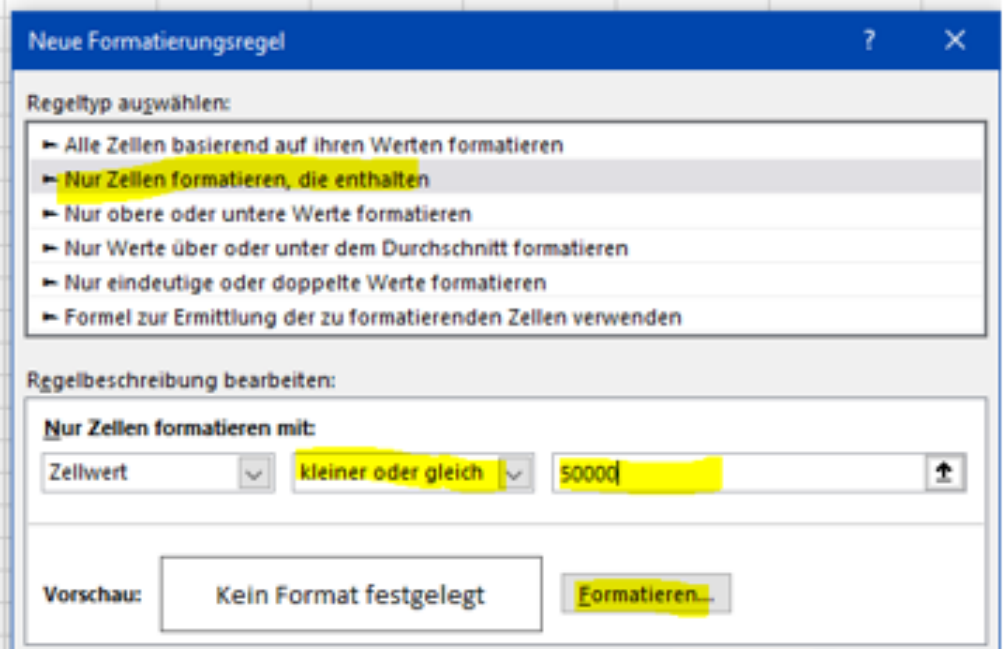 Neue Formatierungsregel ? ×
Regeltyp auswählen:
► Alle Zellen basierend auf ihren Werten formatieren
► Nur Zellen formatieren, die enthalten
► Nur obere oder untere Werte formatieren
► Nur Werte über oder unter dem Durchschnitt formatieren
► Nur eindeutige oder doppelte Werte formatieren
► Formel zur Ermittlung der zu formatierenden Zellen verwenden
Regelbeschreibung bearbeiten:
Nur Zellen formatieren mit:
Zellwert kleiner oder gleich 50000
Vorschau: Kein Format festgelegt Formatieren...